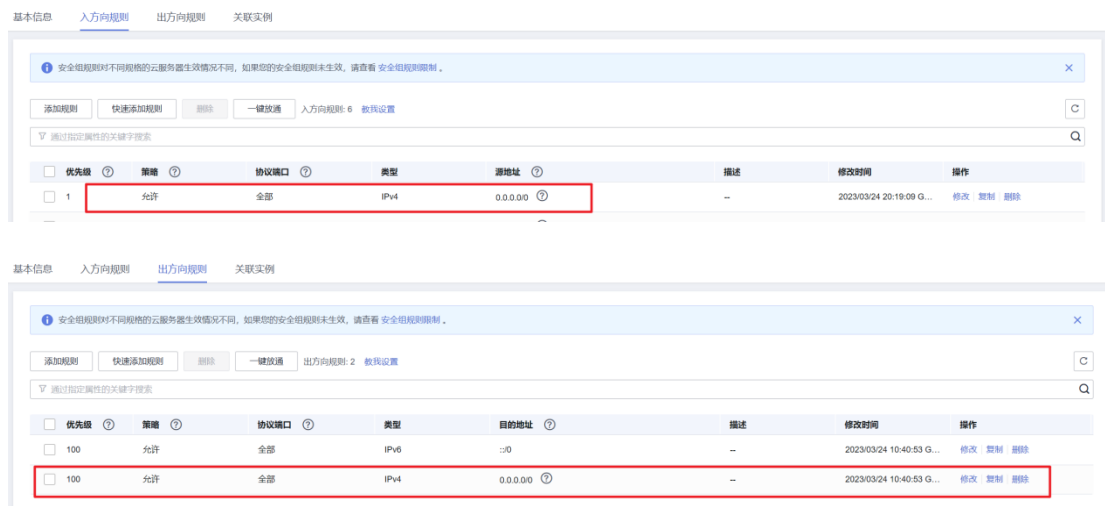 基本信息 入方向规则 出方向规则 关联实例
安全组规则对不同规格的云服务器生效情况不同，如果您的安全组规则未生效，请查看 安全组规则限制 。
添加规则 快速添加规则 删除 一键放通 入方向规则: 6 教我设置
通过指定属性的关键字搜索
优先级 策略 协议端口 类型 源地址 描述 修改时间 操作
1 允许 全部 IPv4 0.0.0.0/0 -- 2023/03/24 20:19:09 G... 修改 复制 删除
基本信息 入方向规则 出方向规则 关联实例
安全组规则对不同规格的云服务器生效情况不同，如果您的安全组规则未生效，请查看 安全组规则限制 。
添加规则 快速添加规则 删除 一键放通 出方向规则: 2 教我设置
通过指定属性的关键字搜索
优先级 策略 协议端口 类型 目的地址 描述 修改时间 操作
100 允许 全部 IPv6 ::/0 -- 2023/03/24 10:40:53 G... 修改 复制 删除
100 允许 全部 IPv4 0.0.0.0/0 -- 2023/03/24 10:40:53 G... 修改 复制 删除